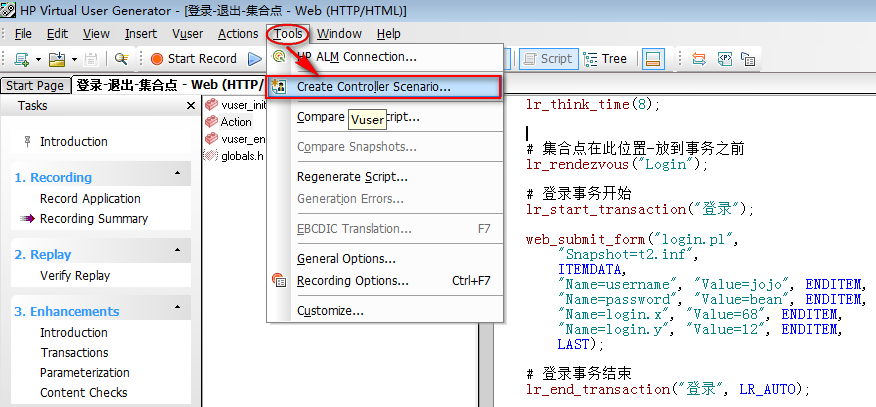 HP Virtual User Generator - [登录-退出-集合点 - Web (HTTP/HTML)]
File Edit View Insert Vuser Actions Tools Window Help
Start Record Script Tree
Start Page 登录-退出-集合点 - Web (HTTP/HTML)
Tasks
Introduction
1. Recording
Record Application
Recording Summary
2. Replay
Verify Replay
3. Enhancements
Introduction
Transactions
Parameterization
Content Checks
vuser_init
Action
vuser_en
globals.h
HP ALM Connection...
Create Controller Scenario...
Compare
cript...
Vuser
Compare Snapshots...
Regenerate Script...
Generation Errors...
EBCDIC Translation... F7
General Options...
Recording Options... Ctrl+F7
Customize...
lr_think_time(8);
# 集合点在此位置-放到事务之前
lr_rendezvous("Login");
# 登录事务开始
lr_start_transaction("登录");
web_submit_form("login.pl",
"Snapshot=t2.inf",
ITEMDATA,
"Name=username", "Value=jojo", ENDITEM,
"Name=password", "Value=bean", ENDITEM,
"Name=login.x", "Value=68", ENDITEM,
"Name=login.y", "Value=12", ENDITEM,
LAST);
# 登录事务结束
lr_end_transaction("登录", LR_AUTO);